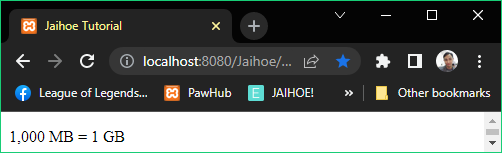 Jaihoe Tutorial
localhost:8080/Jaihoe/...
League of Legends...
PawHub
E
JAIHOE!
Other bookmarks
1,000 MB = 1 GB